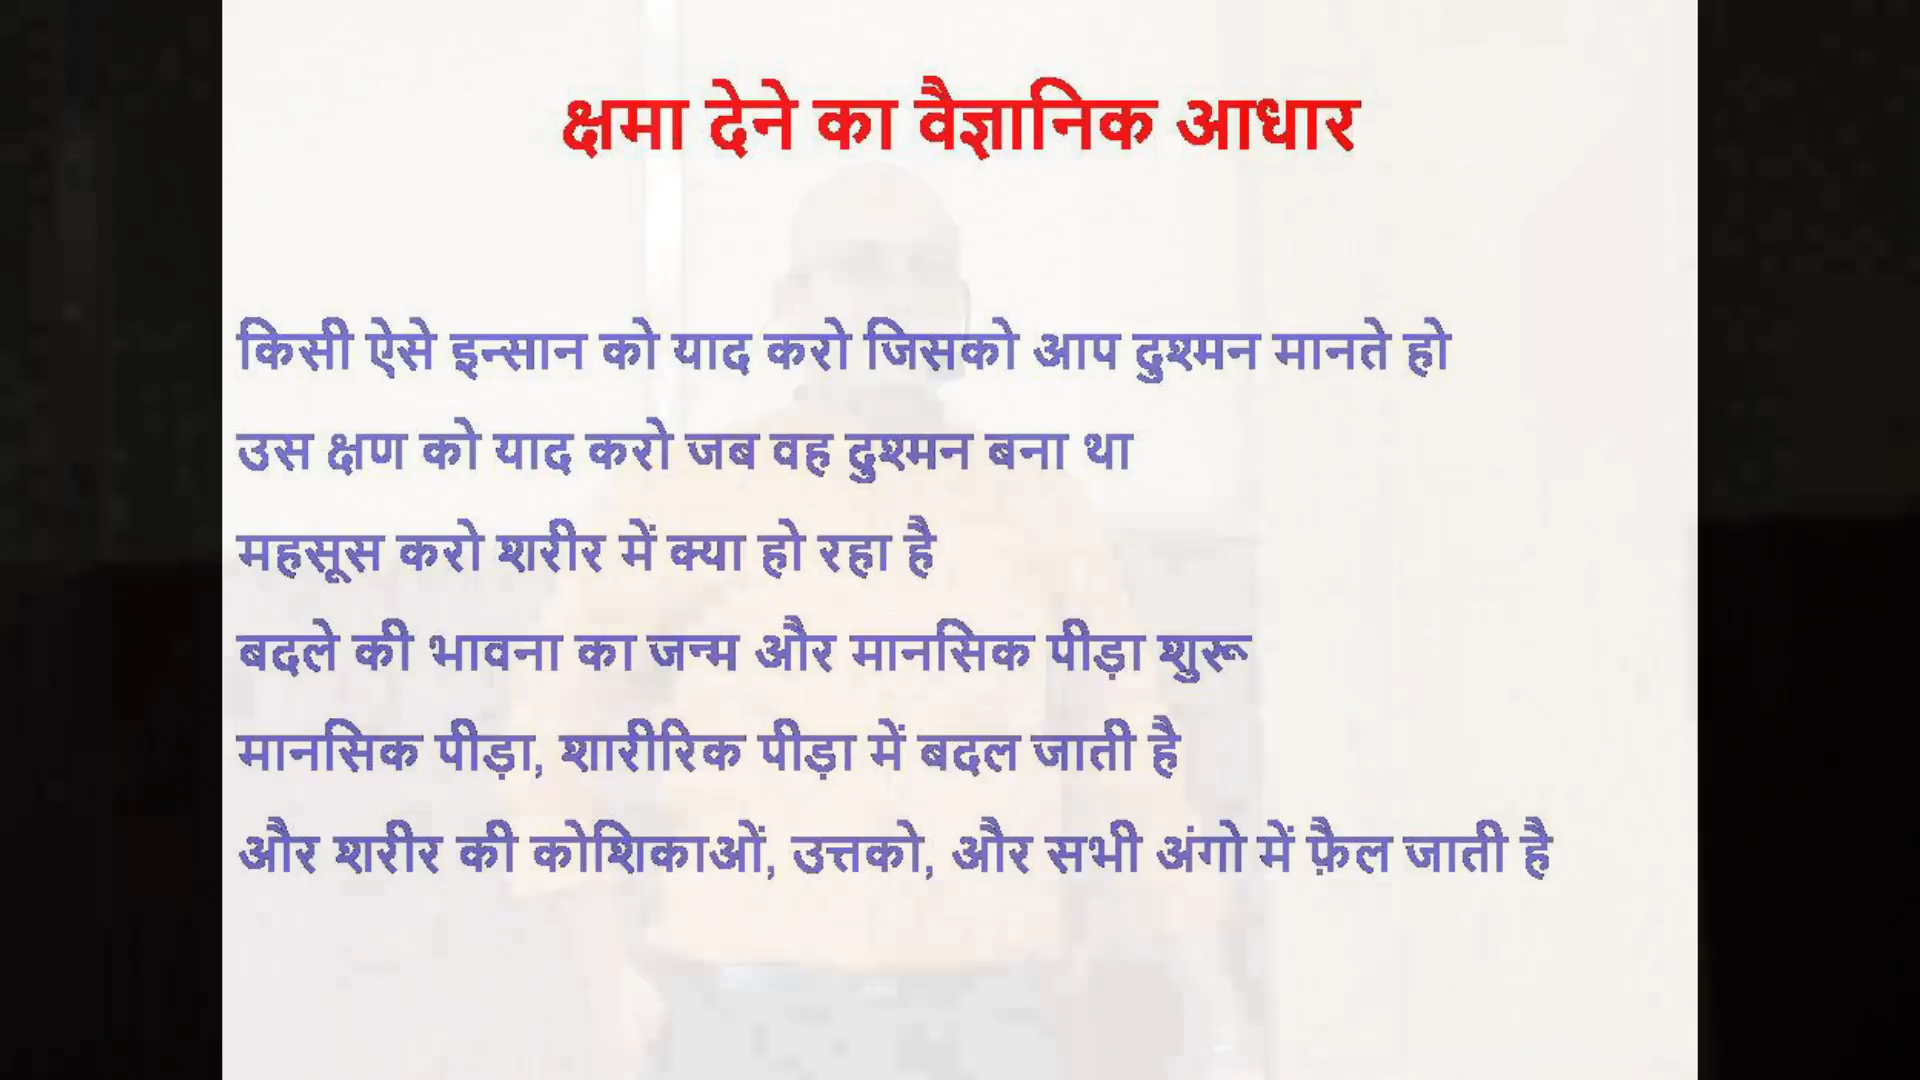 क्षमा देने का वैज्ञानिक आधार
किसी ऐसे इन्सान को याद करो जिसको आप दुश्मन मानते हो
उस क्षण को याद करो जब वह दुश्मन बना था
महसूस करो शरीर में क्या हो रहा है
बदले की भावना का जन्म और मानसिक पीड़ा शुरू
मानसिक पीड़ा, शारीरिक पीड़ा में बदल जाती है
और शरीर की कोशिकाओं, उत्तको, और सभी अंगो में फ़ैल जाती है